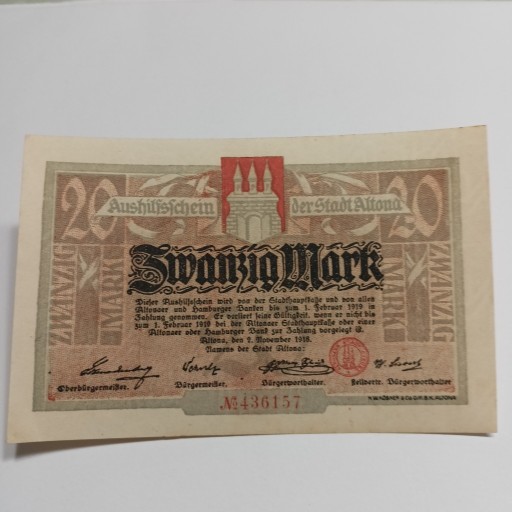 20 20
Aushilfsschein der Stadt Altona
Zwanzig Mark
ZWANZIG MARK
MARK ZWANZIG
Dieser Aushilfsschein wird von der Stadthauptkasse und von allen
Altonaer und Hamburger Banken bis zum 1. Februar 1919 in
Zahlung genommen. Er verliert seine Gültigkeit, wenn er nicht bis
zum 1. Februar 1919 bei der Altonaer Stadthauptkasse oder einer
Altonaer oder Hamburger Bank zur Zahlung vorgelegt ist.
Altona, den 2. November 1918.
Namens der Stadt Altona:
Oberbürgermeister. Bürgermeister. Bürgerworthalter. Stellvertr. Bürgerworthalter
№ 436157
ALTONA